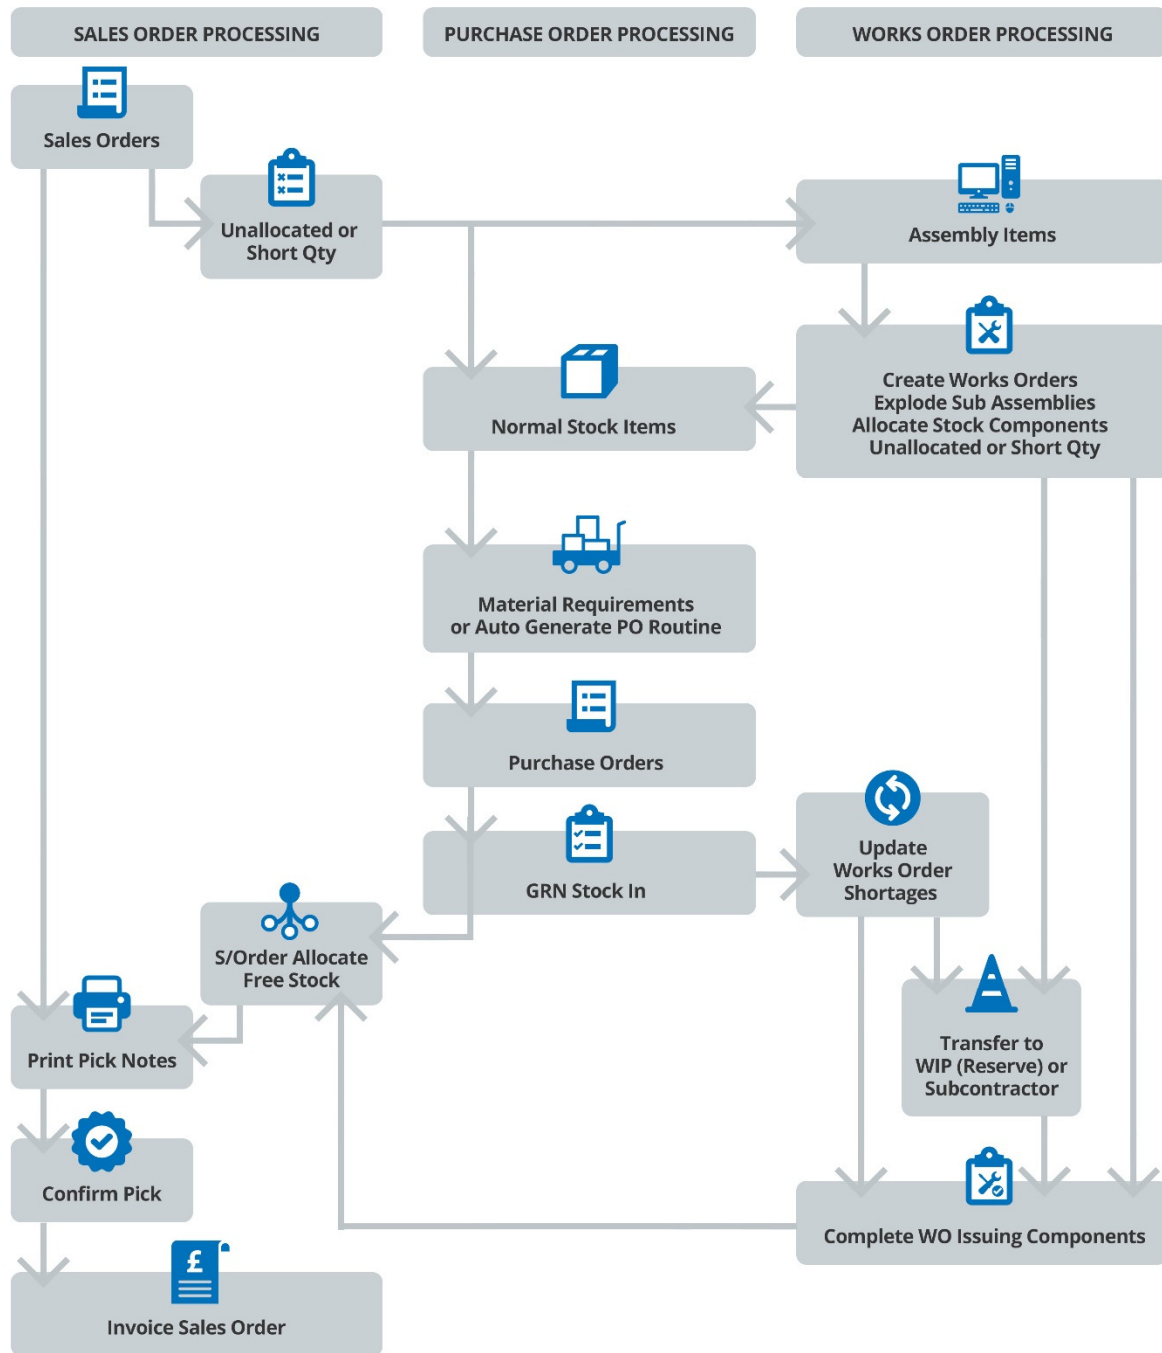 SALES ORDER PROCESSING
PURCHASE ORDER PROCESSING
WORKS ORDER PROCESSING
Sales Orders
Unallocated or
Short Qty
Assembly Items
Create Works Orders
Explode Sub Assemblies
Allocate Stock Components
Unallocated or Short Qty
Normal Stock Items
Material Requirements
or Auto Generate PO Routine
Purchase Orders
GRN Stock In
Update
Works Order
Shortages
S/Order Allocate
Free Stock
Transfer to
WIP (Reserve) or
Subcontractor
Print Pick Notes
Confirm Pick
Complete WO Issuing Components
£
Invoice Sales Order